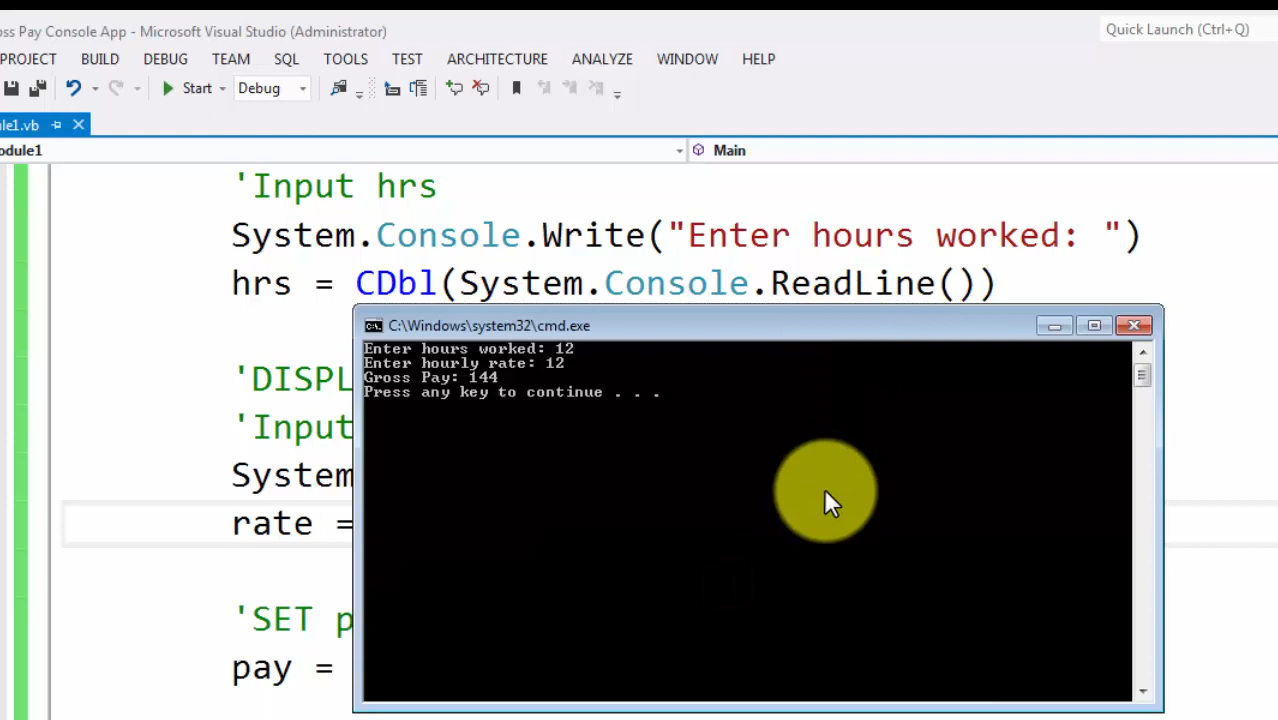 oss Pay Console App - Microsoft Visual Studio (Administrator)
Quick Launch (Ctrl+Q)
PROJECT BUILD DEBUG TEAM SQL TOOLS TEST ARCHITECTURE ANALYZE WINDOW HELP
Start Debug
ule1.vb
odule1 Main
'Input hrs
System.Console.Write("Enter hours worked: ")
hrs = CDbl(System.Console.ReadLine())
C:\Windows\system32\cmd.exe
Enter hours worked: 12
Enter hourly rate: 12
Gross Pay: 144
Press any key to continue . . .
'DISPL
'Input
System
rate =
'SET p
pay =